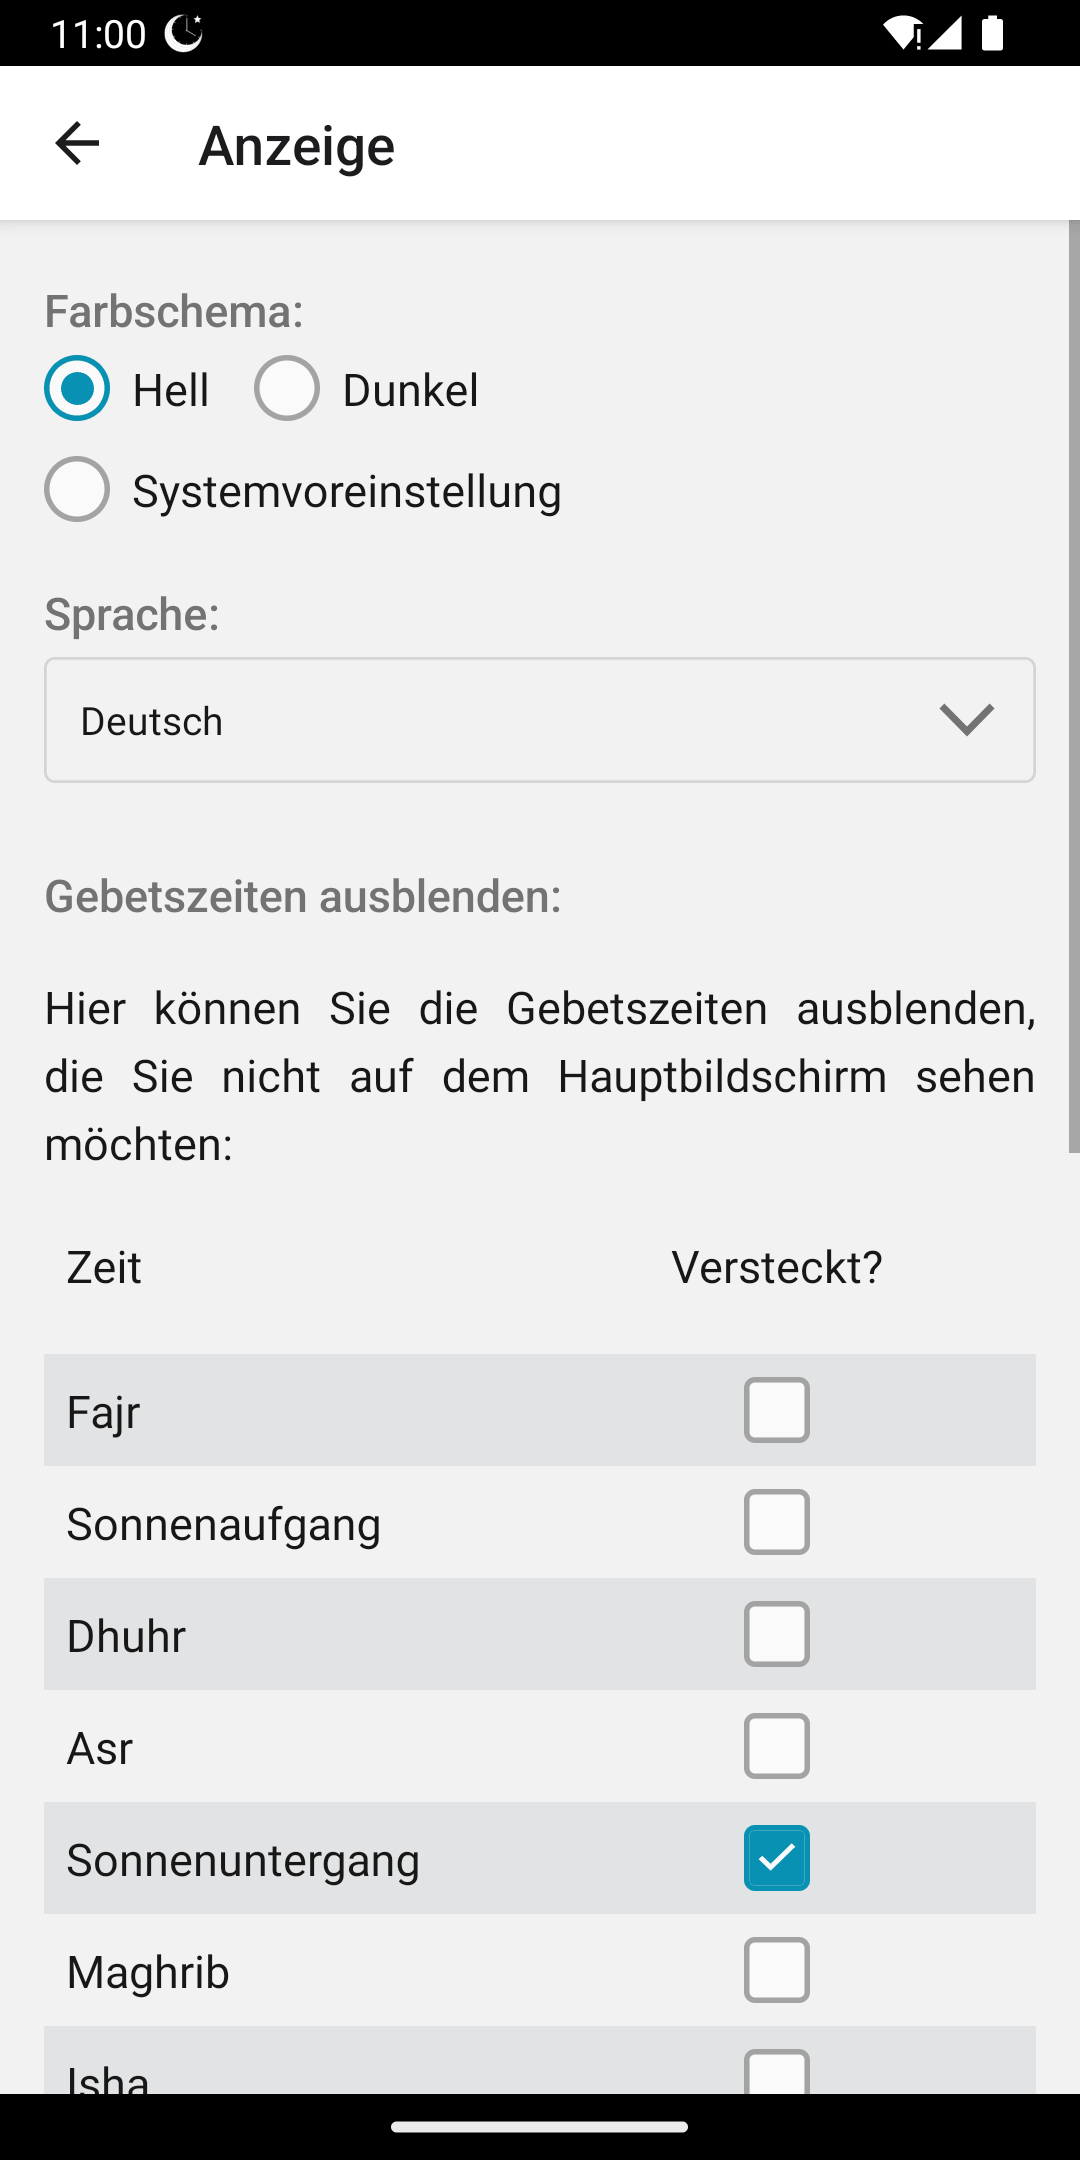 11:00
Anzeige
Farbschema:
Hell Dunkel
Systemvoreinstellung
Sprache:
Deutsch
Gebetszeiten ausblenden:
Hier können Sie die Gebetszeiten ausblenden,
die Sie nicht auf dem Hauptbildschirm sehen
möchten:
Zeit Versteckt?
Fajr
Sonnenaufgang
Dhuhr
Asr
Sonnenuntergang
Maghrib
Isha